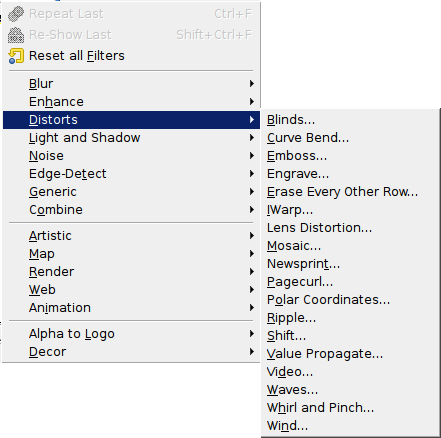 Repeat Last Ctrl+F
Re-Show Last Shift+Ctrl+F
Reset all Filters
Blur
Enhance
Distorts
Light and Shadow
Noise
Edge-Detect
Generic
Combine
Artistic
Map
Render
Web
Animation
Alpha to Logo
Decor
Blinds...
Curve Bend...
Emboss...
Engrave...
Erase Every Other Row...
IWarp...
Lens Distortion...
Mosaic...
Newsprint...
Pagecurl...
Polar Coordinates...
Ripple...
Shift...
Value Propagate...
Video...
Waves...
Whirl and Pinch...
Wind...